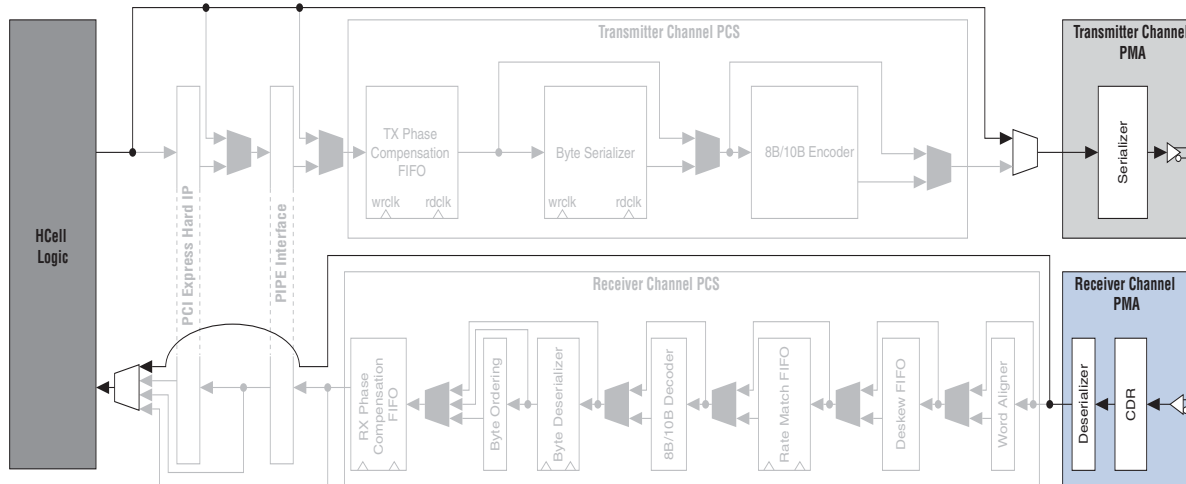 Transmitter Channel PCS
Transmitter Channel
PMA
HCell
Logic
PCI Express Hard IP
PIPE Interface
TX Phase
Compensation
FIFO
wrclk
rdclk
Byte Serializer
wrclk
rdclk
8B/10B Encoder
Serializer
Receiver Channel PCS
Receiver Channel
PMA
RX Phase
Compensation
FIFO
Byte Ordering
Byte Deserializer
8B/10B Decoder
Rate Match FIFO
Deskew FIFO
Word Aligner
Deserializer
CDR